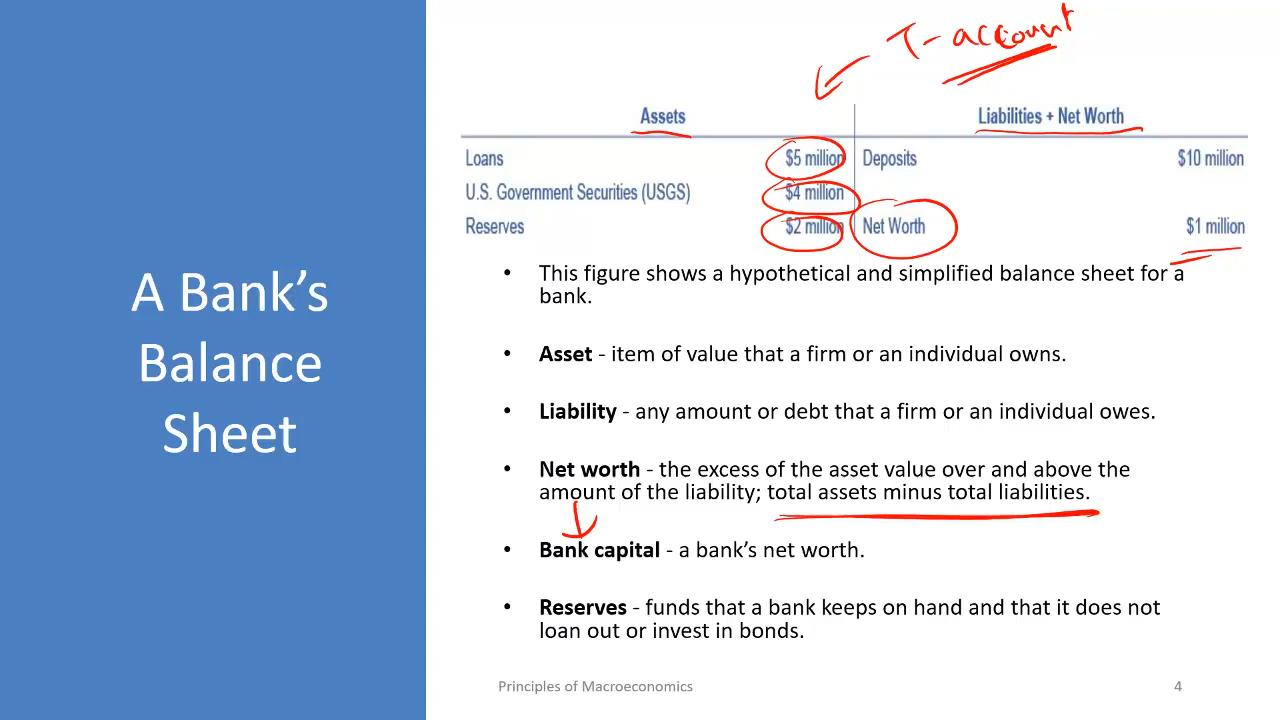 T- account
A Bank's
Balance
Sheet
Assets Liabilities + Net Worth
Loans $5 million Deposits $10 million
U.S. Government Securities (USGS) $4 million
Reserves $2 million Net Worth $1 million
• This figure shows a hypothetical and simplified balance sheet for a
bank.
• Asset - item of value that a firm or an individual owns.
• Liability - any amount or debt that a firm or an individual owes.
• Net worth - the excess of the asset value over and above the
amount of the liability; total assets minus total liabilities.
• Bank capital - a bank's net worth.
• Reserves - funds that a bank keeps on hand and that it does not
loan out or invest in bonds.
Principles of Macroeconomics 4